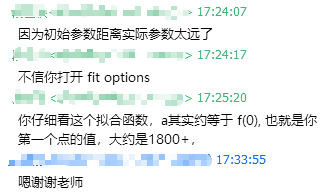 17:24:07
因为初始参数距离实际参数太远了
17:24:17
不信你打开 fit options
17:25:20
你仔细看这个拟合函数，a其实约等于 f(0), 也就是你
第一个点的值，大约是1800+，
17:33:55
嗯谢谢老师